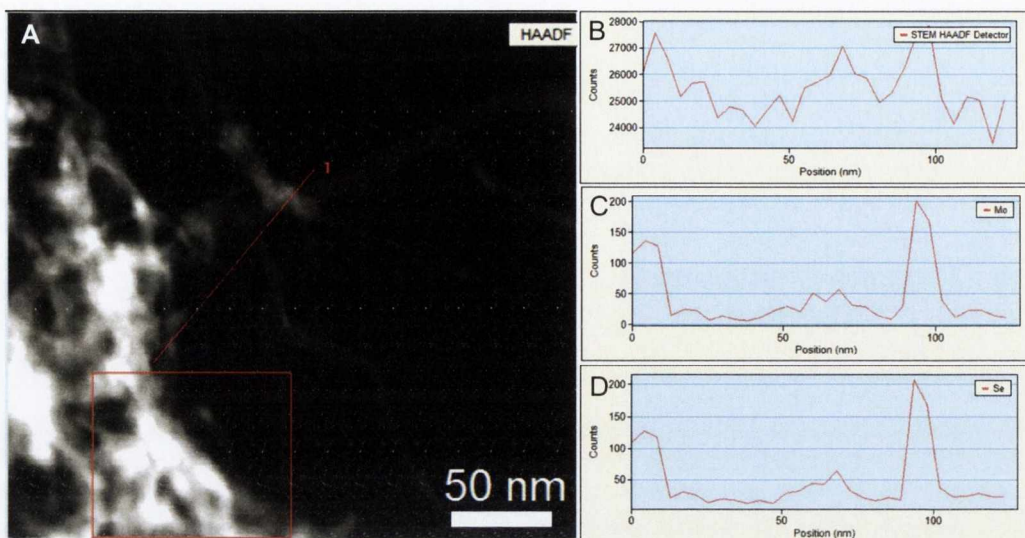 A
HAADF
1
50 nm
B
STEM HAADF Detector
Counts
28000
27000
26000
25000
24000
0
50
100
Position (nm)
C
Mo
Counts
200
150
100
50
0
0
50
100
Position (nm)
D
Se
Counts
200
150
100
50
0
50
100
Position (nm)